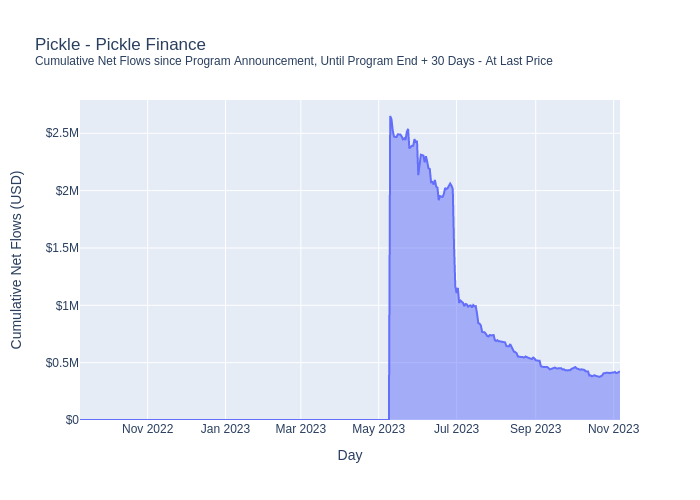 Pickle - Pickle Finance
Cumulative Net Flows since Program Announcement, Until Program End + 30 Days - At Last Price
Cumulative Net Flows (USD)
$2.5M
$2M
$1.5M
$1M
$0.5M
$0
Nov 2022 Jan 2023 Mar 2023 May 2023 Jul 2023 Sep 2023 Nov 2023
Day